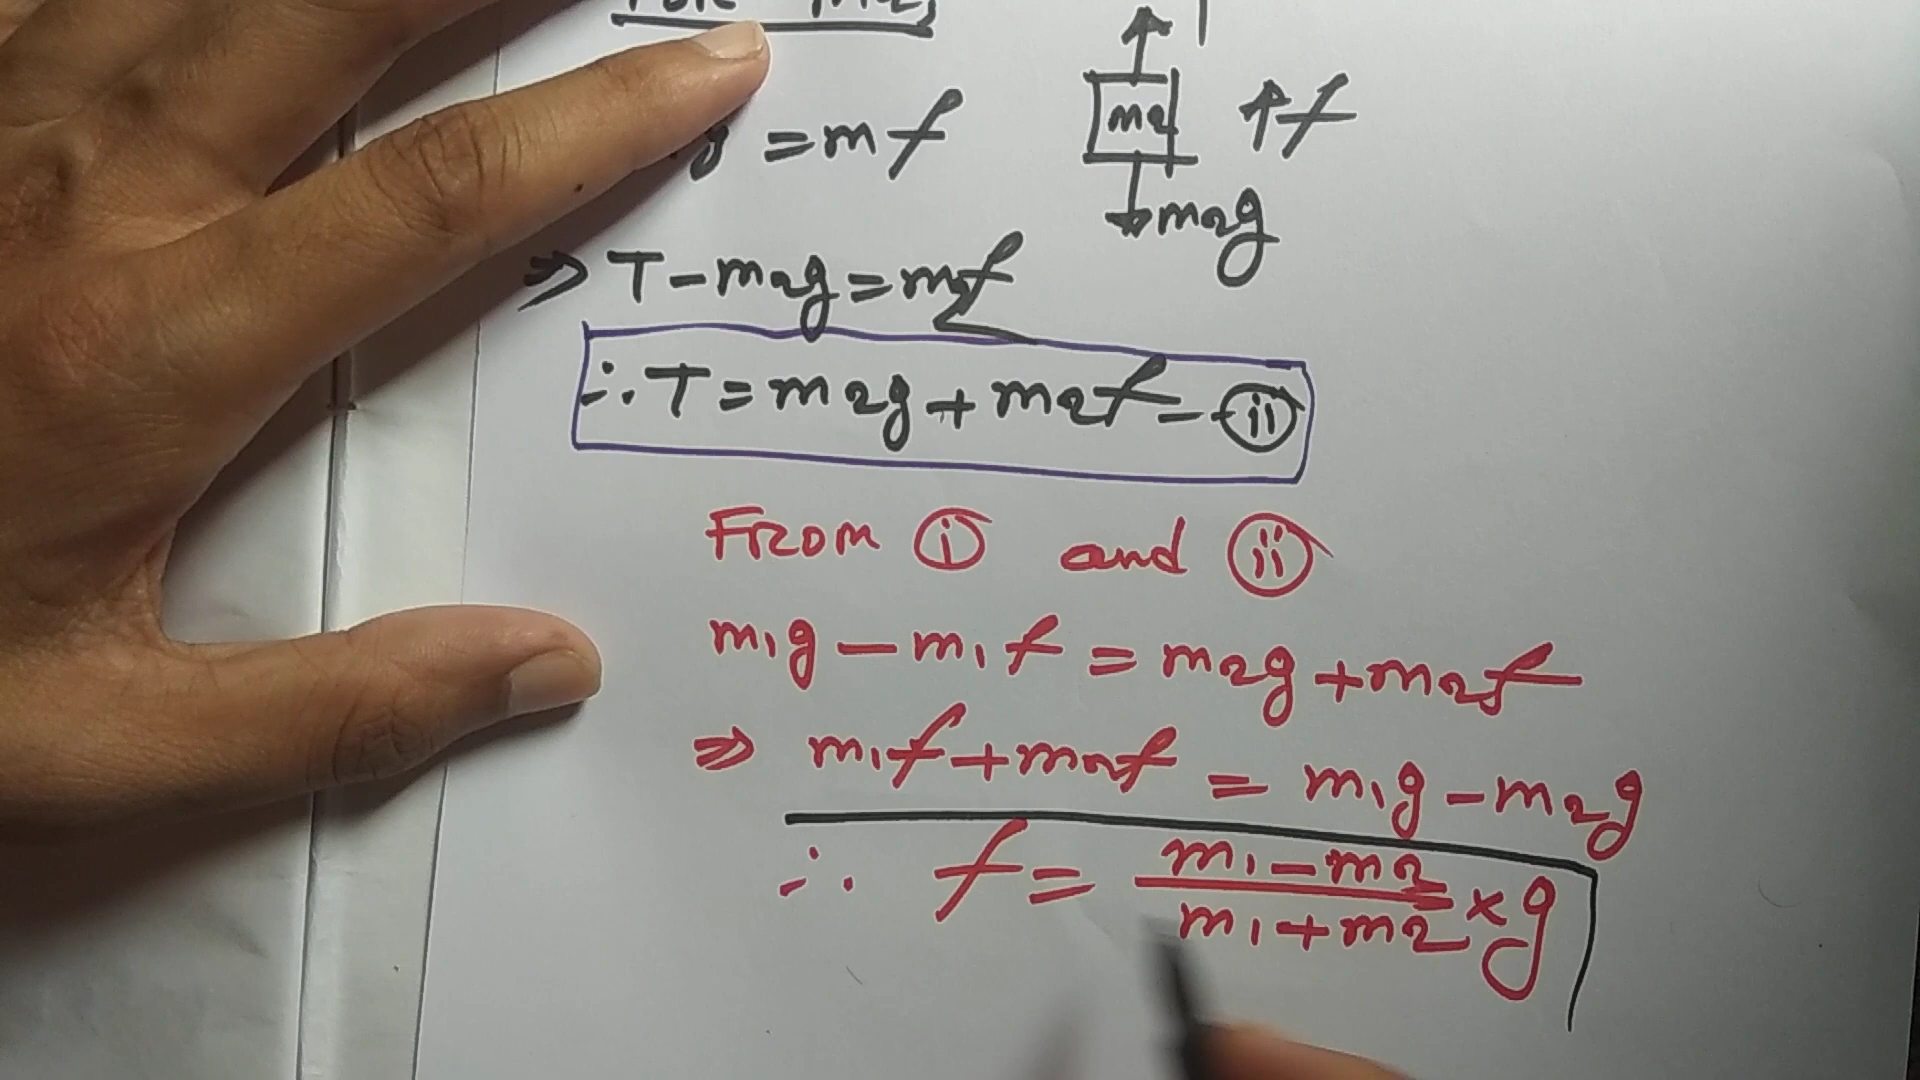 m2
f
m2g
g = mf
⇒ T - m2g = m2f
∴ T = m2g + m2f -- (ii)
From (i) and (ii)
m1g - m1f = m2g + m2f
⇒ m1f + m2f = m1g - m2g
∴ f = m1 - m2 / m1 + m2 × g